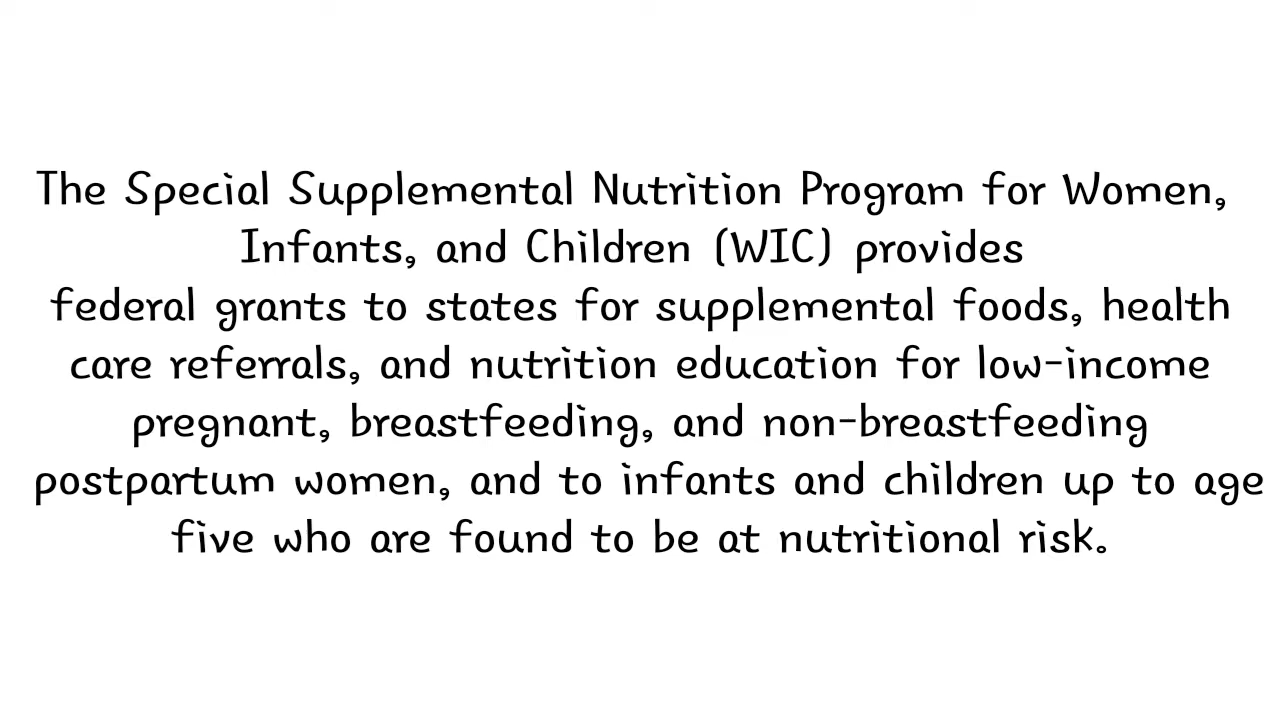 The Special Supplemental Nutrition Program for Women,
Infants, and Children (WIC) provides
federal grants to states for supplemental foods, health
care referrals, and nutrition education for low-income
pregnant, breastfeeding, and non-breastfeeding
postpartum women, and to infants and children up to age
five who are found to be at nutritional risk.